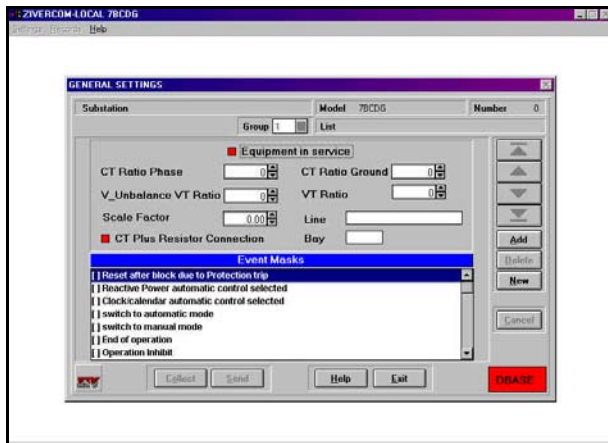 ZIVERCOM-LOCAL 7BCDG
Settings Records Help
GENERAL SETTINGS
Substation Model 7BCDG Number 0
Group 1 List
Equipment in service
CT Ratio Phase 0 CT Ratio Ground 0
V_Unbalance VT Ratio 0 VT Ratio 0
Scale Factor 0.00 Line
CT Plus Resistor Connection Bay
Event Masks
[ ] Reset after block due to Protection trip
[ ] Reactive Power automatic control selected
[ ] Clock/calendar automatic control selected
[ ] switch to automatic mode
[ ] switch to manual mode
[ ] End of operation
[ ] Operation Inhibit
Add
Delete
New
Cancel
ZIV Collect Send Help Exit DBASE